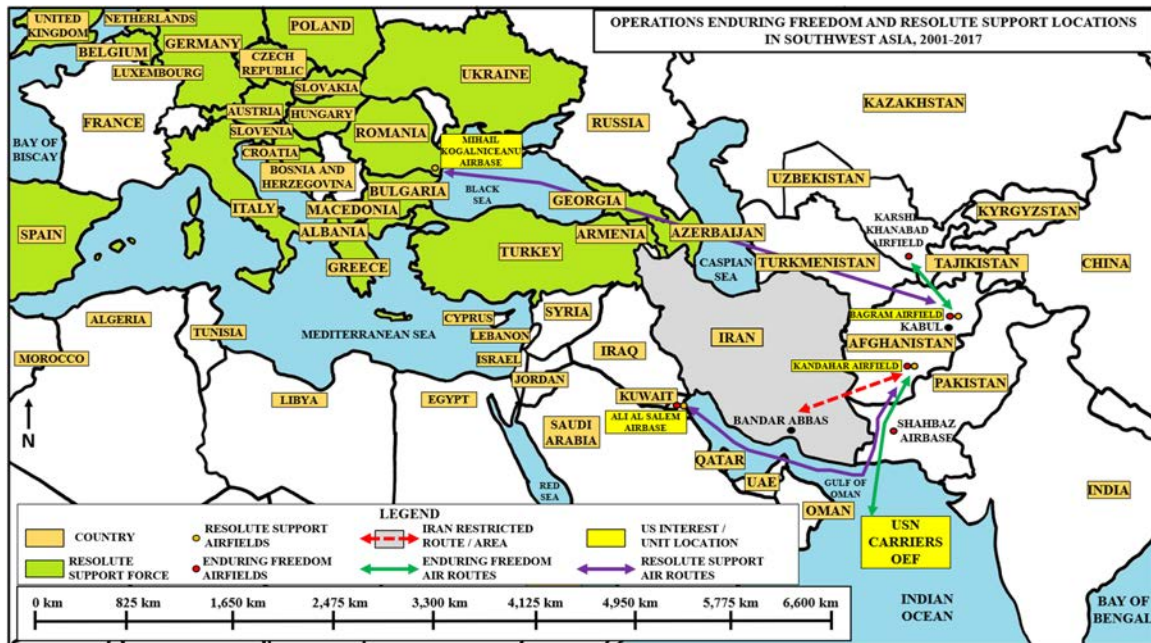 OPERATIONS ENDURING FREEDOM AND RESOLUTE SUPPORT LOCATIONS
IN SOUTHWEST ASIA, 2001-2017
UNITED
KINGDOM
NETHERLANDS
BELGIUM
LUXEMBOURG
GERMANY
POLAND
CZECH
REPUBLIC
SLOVAKIA
UKRAINE
FRANCE
AUSTRIA
HUNGARY
SLOVENIA
ROMANIA
CROATIA
BOSNIA AND
HERZEGOVINA
BAY OF
BISCAY
MIHAIL
KOGALNICEANU
AIRBASE
RUSSIA
KAZAKHSTAN
BULGARIA
BLACK
SEA
ITALY
MACEDONIA
ALBANIA
GREECE
SPAIN
TURKEY
GEORGIA
ARMENIA
AZERBAIJAN
CASPIAN
SEA
UZBEKISTAN
KYRGYZSTAN
KARSHI
KHANABAD
AIRFIELD
TURKMENISTAN
TAJIKISTAN
CHINA
ALGERIA
TUNISIA
MEDITERRANEAN SEA
CYPRUS
LEBANON
SYRIA
ISRAEL
IRAQ
IRAN
BAGRAM AIRFIELD
KABUL
AFGHANISTAN
MOROCCO
LIBYA
EGYPT
JORDAN
KUWAIT
ALI AL SALEM
AIRBASE
KANDAHAR AIRFIELD
PAKISTAN
BANDAR ABBAS
SHAHBAZ
AIRBASE
N
SAUDI
ARABIA
RED
SEA
QATAR
UAE
GULF OF
OMAN
OMAN
INDIA
USN
CARRIERS
OEF
INDIAN
OCEAN
BAY OF
BENGAL
LEGEND
COUNTRY
RESOLUTE SUPPORT
AIRFIELDS
IRAN RESTRICTED
ROUTE / AREA
US INTEREST /
UNIT LOCATION
RESOLUTE
SUPPORT FORCE
ENDURING FREEDOM
AIRFIELDS
ENDURING FREEDOM
AIR ROUTES
RESOLUTE SUPPORT
AIR ROUTES
0 km 825 km 1,650 km 2,475 km 3,300 km 4,125 km 4,950 km 5,775 km 6,600 km